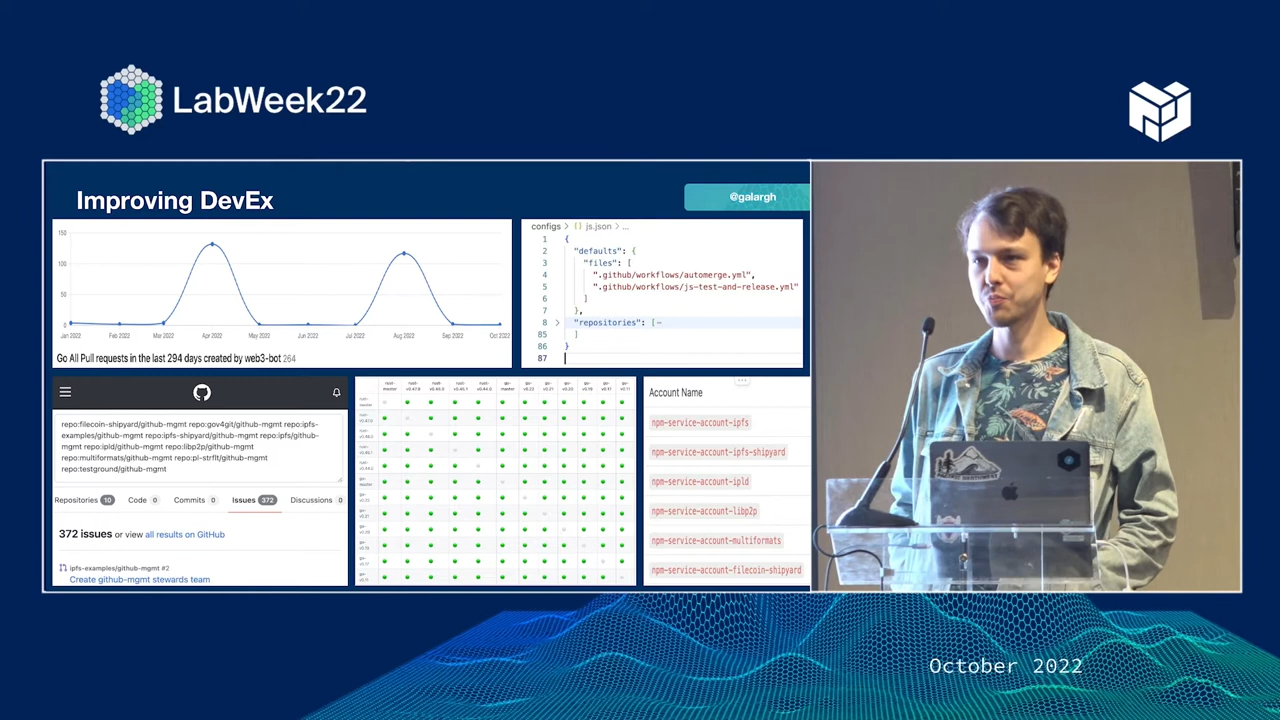 LabWeek22
Improving DevEx
@galargh
150
100
50
0
Jan 2022 Feb 2022 Mar 2022 Apr 2022 May 2022 Jun 2022 Jul 2022 Aug 2022 Sep 2022 Oct 2022
Go All Pull requests in the last 294 days created by web3-bot 264
configs > {} js.json > ...
1 {
2 "defaults": {
3 "files": [
4 ".github/workflows/automerge.yml",
5 ".github/workflows/js-test-and-release.yml"
6 ]
7 },
8 "repositories": [
85 ]
86 }
87
repo:filecoin-shipyard/github-mgmt repo:gov4git/github-mgmt repo:ipfs-
examples/github-mgmt repo:ipfs-shipyard/github-mgmt repo:ipfs/github-
mgmt repo:ipld/github-mgmt repo:libp2p/github-mgmt
repo:multiformats/github-mgmt repo:pl-strflt/github-mgmt
repo:testground/github-mgmt
Repositories 10 Code 0 Commits 0 Issues 372 Discussions 0
372 issues or view all results on GitHub
ipfs-examples/github-mgmt #2
Create github-mgmt stewards team
Account Name
npm-service-account-ipfs
npm-service-account-ipfs-shipyard
npm-service-account-ipld
npm-service-account-libp2p
npm-service-account-multiformats
npm-service-account-filecoin-shipyard
October 2022